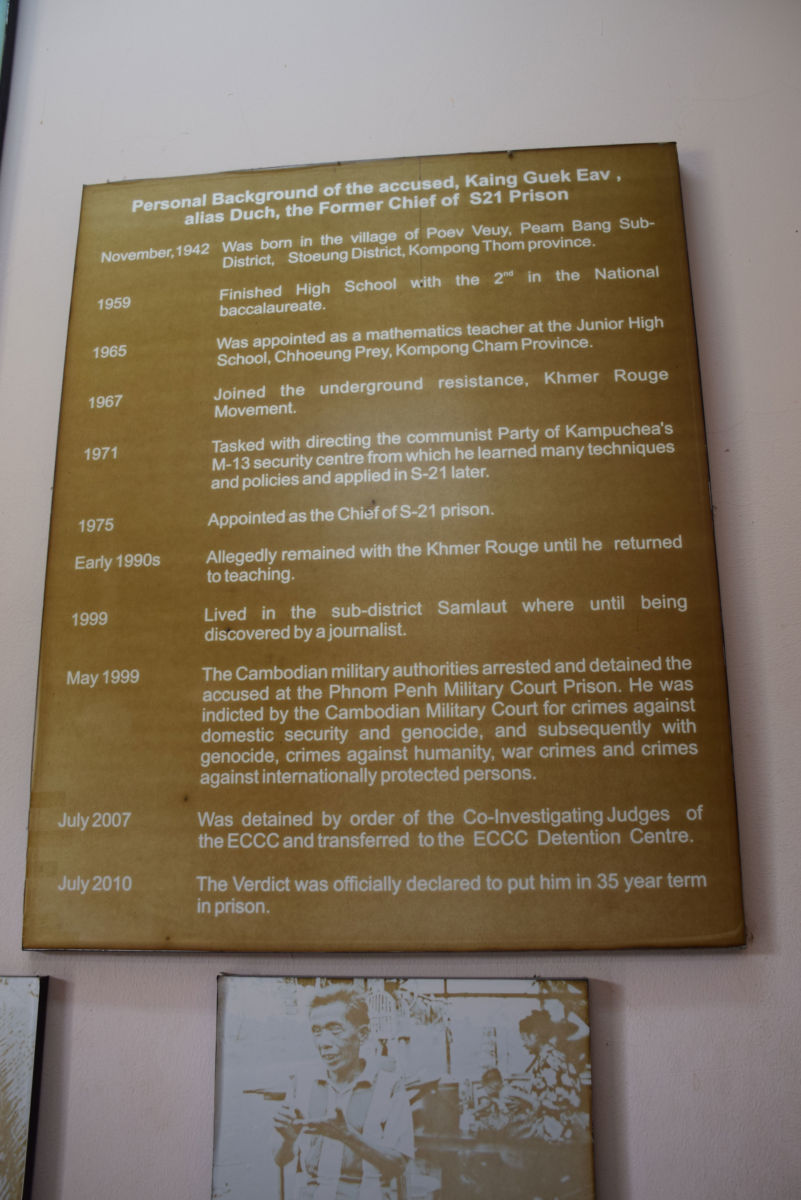 Personal Background of the accused, Kaing Guek Eav ,
alias Duch, the Former Chief of S21 Prison
November,1942 Was born in the village of Poev Veuy, Peam Bang Sub-
District, Stoeung District, Kompong Thom province.
1959 Finished High School with the 2nd in the National
baccalaureate.
1965 Was appointed as a mathematics teacher at the Junior High
School, Chhoeung Prey, Kompong Cham Province.
1967 Joined the underground resistance, Khmer Rouge
Movement.
1971 Tasked with directing the communist Party of Kampuchea's
M-13 security centre from which he learned many techniques
and policies and applied in S-21 later.
1975 Appointed as the Chief of S-21 prison.
Early 1990s Allegedly remained with the Khmer Rouge until he returned
to teaching.
1999 Lived in the sub-district Samlaut where until being
discovered by a journalist.
May 1999 The Cambodian military authorities arrested and detained the
accused at the Phnom Penh Military Court Prison. He was
indicted by the Cambodian Military Court for crimes against
domestic security and genocide, and subsequently with
genocide, crimes against humanity, war crimes and crimes
against internationally protected persons.
July 2007 Was detained by order of the Co-Investigating Judges of
the ECCC and transferred to the ECCC Detention Centre.
July 2010 The Verdict was officially declared to put him in 35 year term
in prison.